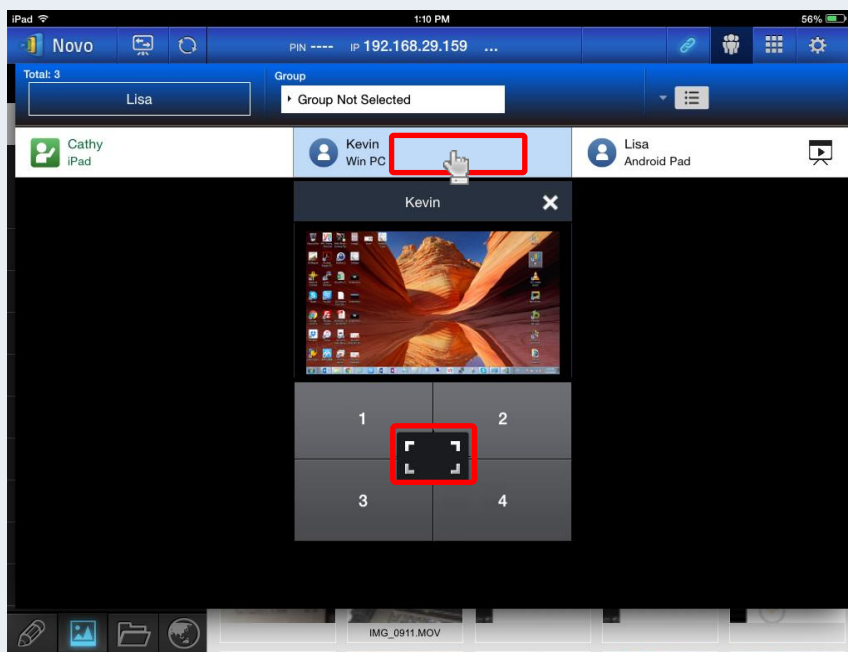 iPad 1:10 PM 56%
Novo PIN ---- IP 192.168.29.159 ...
Total: 3
Group
Lisa
Group Not Selected
Cathy
iPad
Kevin
Win PC
Lisa
Android Pad
Kevin
1 2
3 4
IMG_0911.MOV